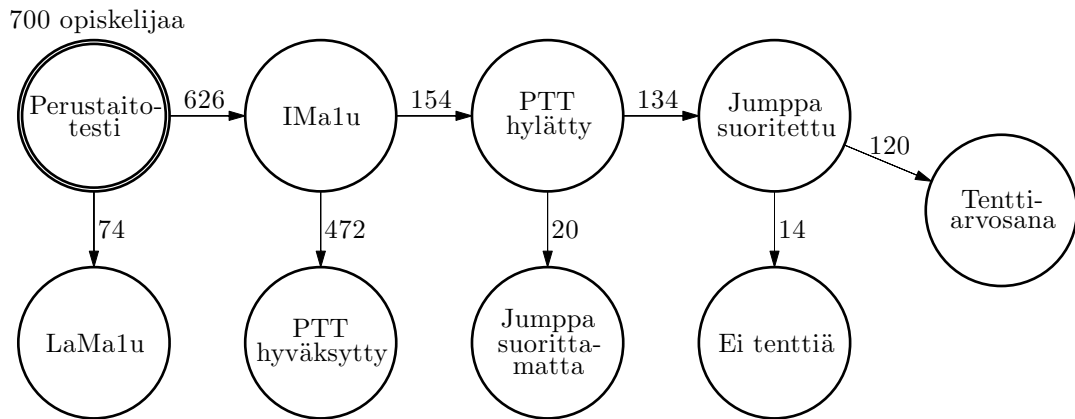 700 opiskelijaa
Perustaito-
testi
626
IMa1u
154
PTT
hylätty
134
Jumppa
suoritettu
120
Tentti-
arvosana
74
472
20
14
LaMa1u
PTT
hyväksytty
Jumppa
suoritta-
matta
Ei tenttiä